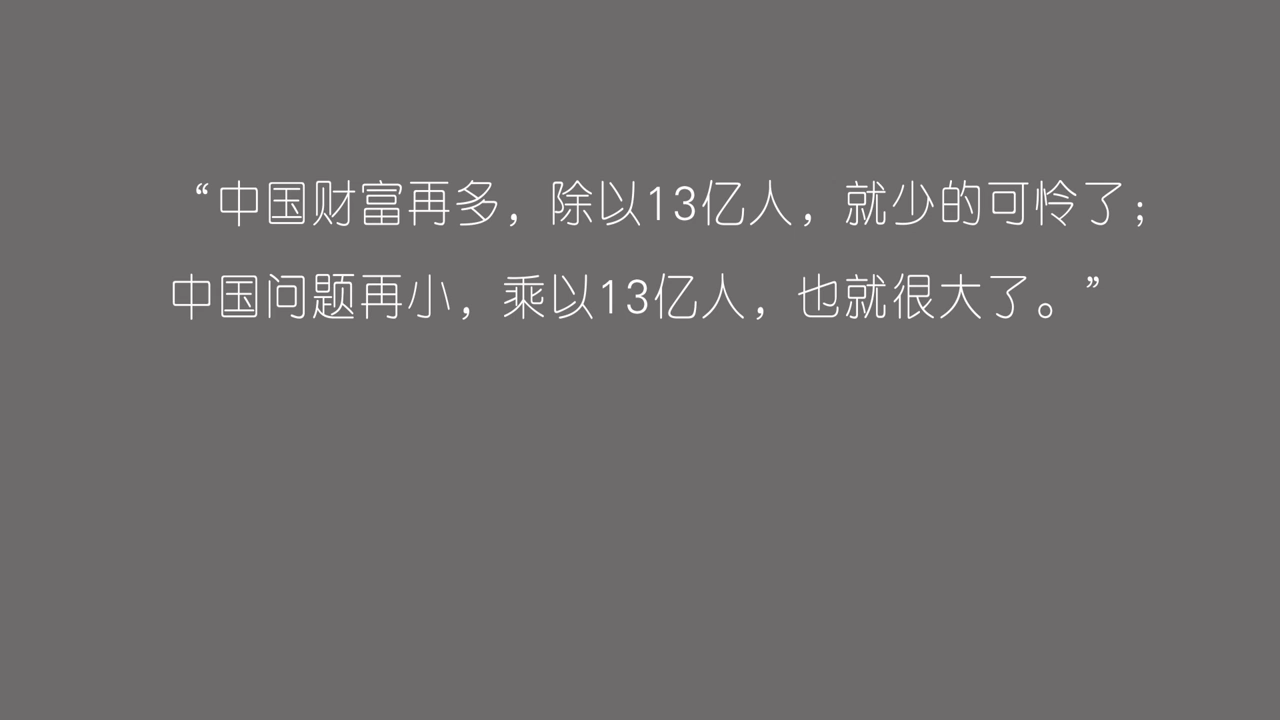 “中国财富再多，除以13亿人，就少的可怜了；
中国问题再小，乘以13亿人，也就很大了。”